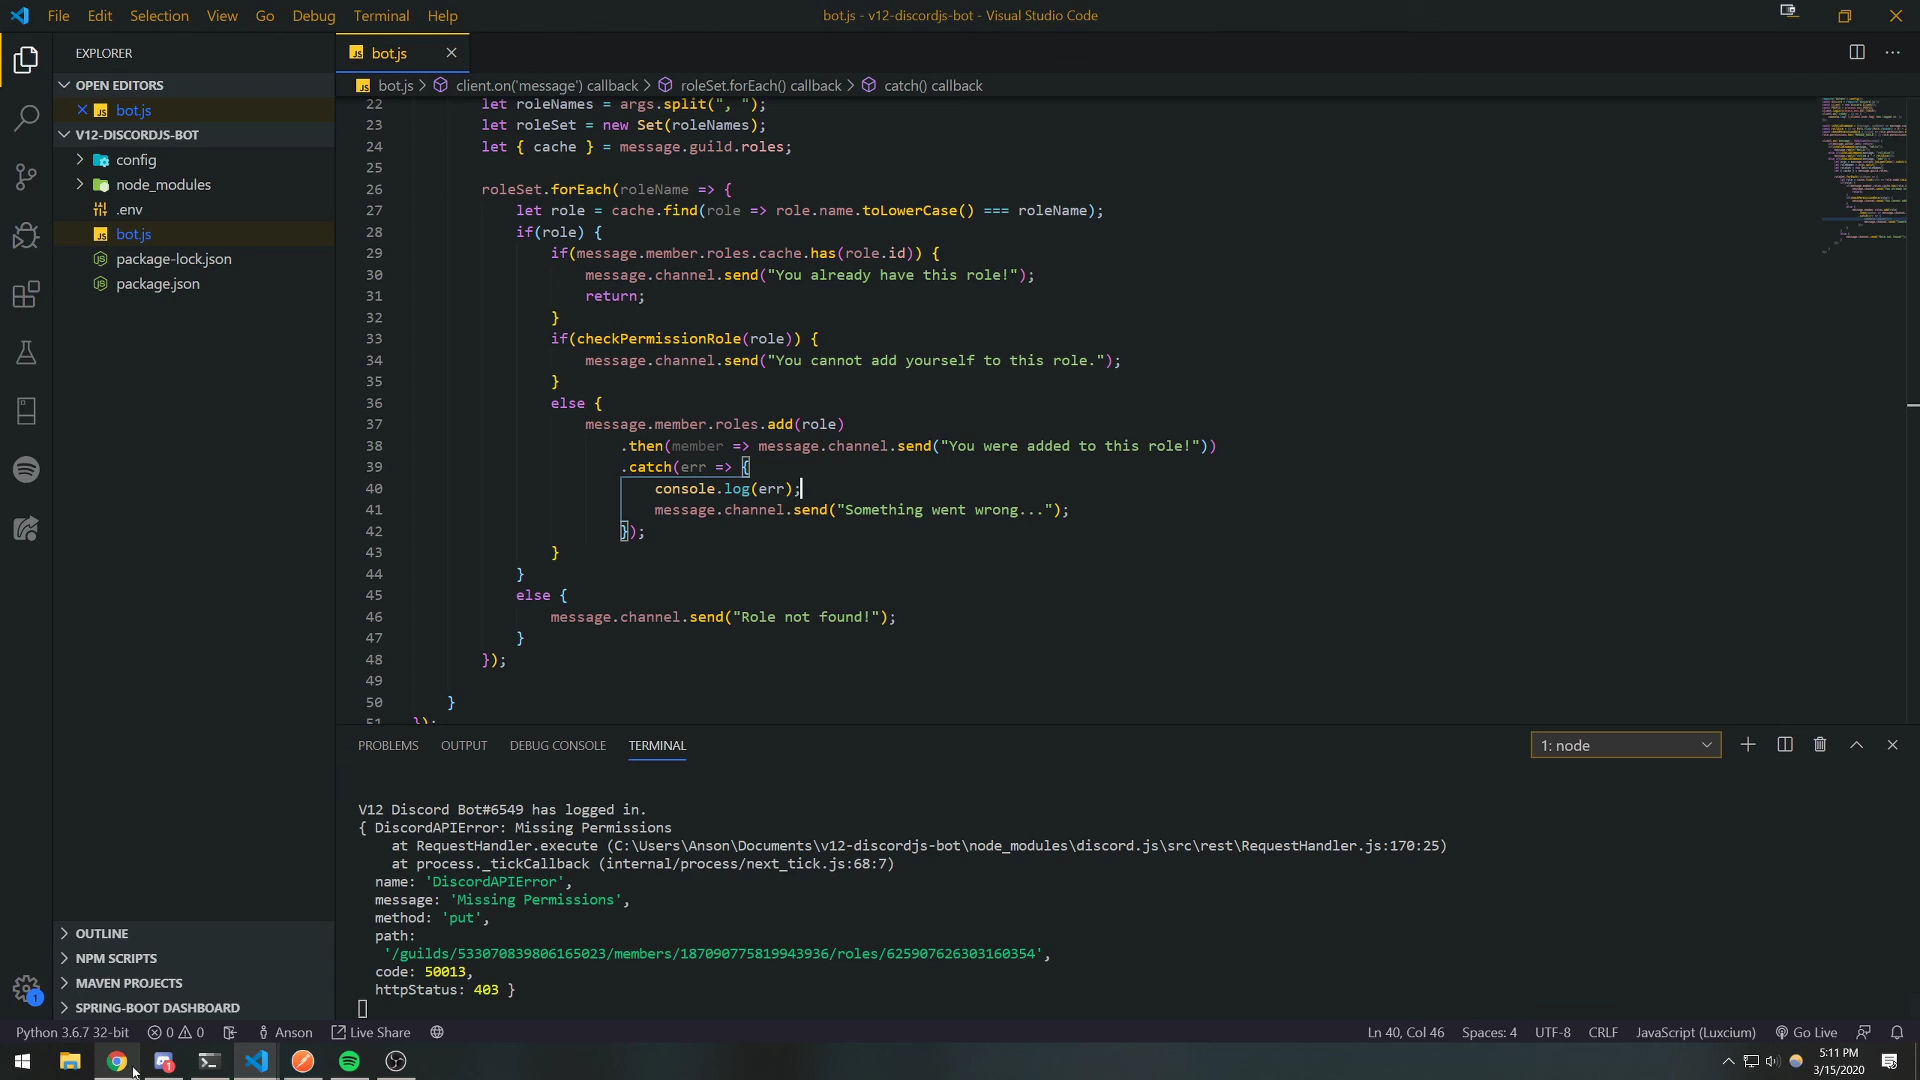 File Edit Selection View Go Debug Terminal Help
bot.js - v12-discordjs-bot - Visual Studio Code
EXPLORER
OPEN EDITORS
JS bot.js
V12-DISCORDJS-BOT
config
node_modules
.env
JS bot.js
package-lock.json
package.json
OUTLINE
NPM SCRIPTS
MAVEN PROJECTS
SPRING-BOOT DASHBOARD
JS bot.js
JS bot.js > client.on('message') callback > roleSet.forEach() callback > catch() callback
22 let roleNames = args.split(", ");
23 let roleSet = new Set(roleNames);
24 let { cache } = message.guild.roles;
25
26 roleSet.forEach(roleName => {
27 let role = cache.find(role => role.name.toLowerCase() === roleName);
28 if(role) {
29 if(message.member.roles.cache.has(role.id)) {
30 message.channel.send("You already have this role!");
31 return;
32 }
33 if(checkPermissionRole(role)) {
34 message.channel.send("You cannot add yourself to this role.");
35 }
36 else {
37 message.member.roles.add(role)
38 .then(member => message.channel.send("You were added to this role!"))
39 .catch(err => {
40 console.log(err);
41 message.channel.send("Something went wrong...");
42 });
43 }
44 }
45 else {
46 message.channel.send("Role not found!");
47 }
48 });
49
50 }
51 });
PROBLEMS OUTPUT DEBUG CONSOLE TERMINAL
1: node
V12 Discord Bot#6549 has logged in.
{ DiscordAPIError: Missing Permissions
at RequestHandler.execute (C:\Users\Anson\Documents\v12-discordjs-bot\node_modules\discord.js\src\rest\RequestHandler.js:170:25)
at process._tickCallback (internal/process/next_tick.js:68:7)
name: 'DiscordAPIError',
message: 'Missing Permissions',
method: 'put',
path:
'/guilds/533070839806165023/members/187090775819943936/roles/625907626303160354',
code: 50013,
httpStatus: 403 }
1
Python 3.6.7 32-bit 0 0 Anson Live Share Ln 40, Col 46 Spaces: 4 UTF-8 CRLF JavaScript (Luxcium) Go Live
1
5:11 PM
3/15/2020